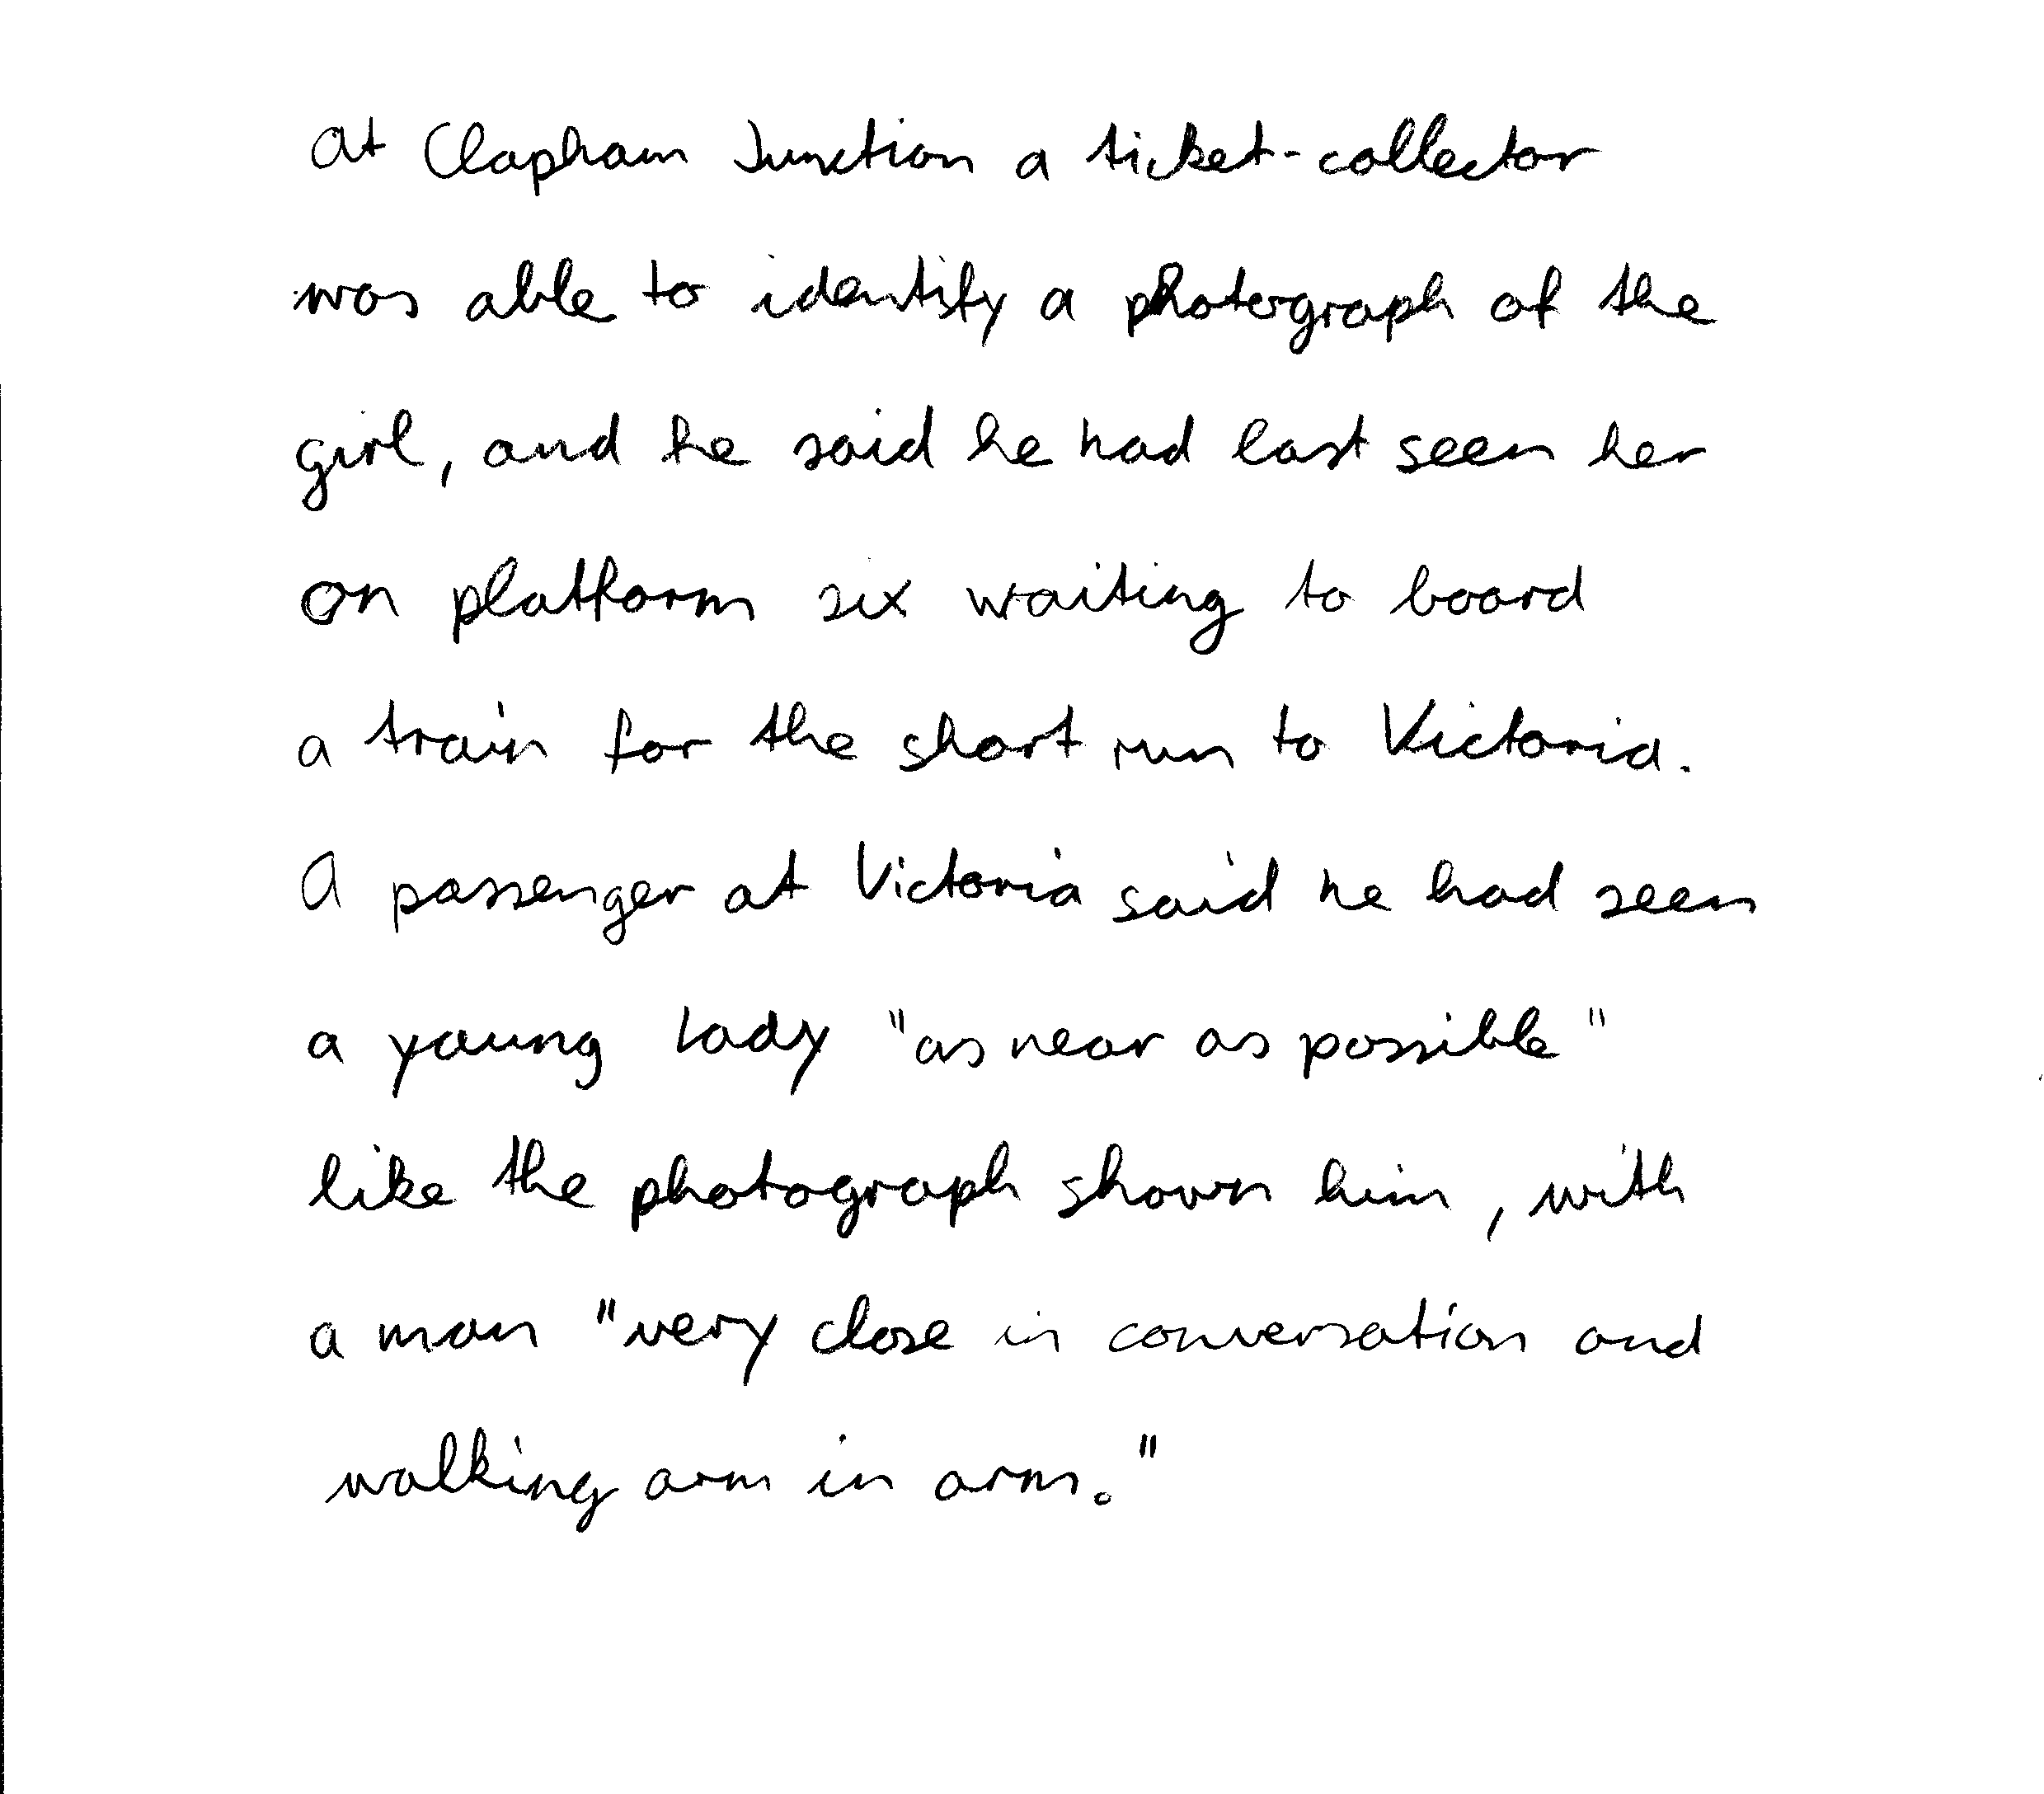 At Clapham Junction a ticket-collector
was able to identify a photograph of the
girl, and he said he had last seen her
on platform six waiting to board
a train for the short run to Victoria.
A passenger at Victoria said he had seen
a young lady "as near as possible"
like the photograph shown him, with
a man "very close in conversation and
walking arm in arm."